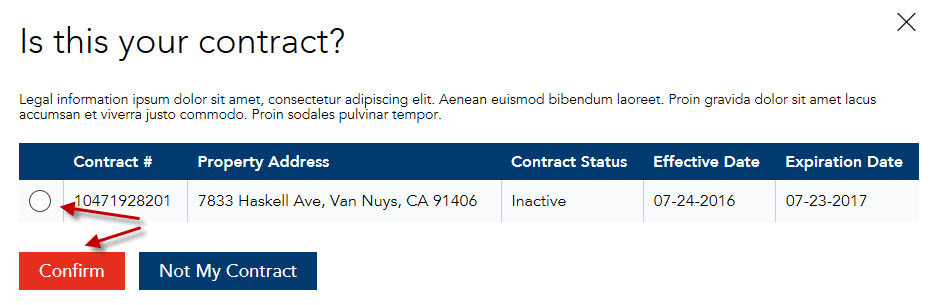 Is this your contract?
Legal information ipsum dolor sit amet, consectetur adipiscing elit. Aenean euismod bibendum laoreet. Proin gravida dolor sit amet lacus
accumsan et viverra justo commodo. Proin sodales pulvinar tempor.
Contract # Property Address Contract Status Effective Date Expiration Date
10471928201 7833 Haskell Ave, Van Nuys, CA 91406 Inactive 07-24-2016 07-23-2017
Confirm Not My Contract